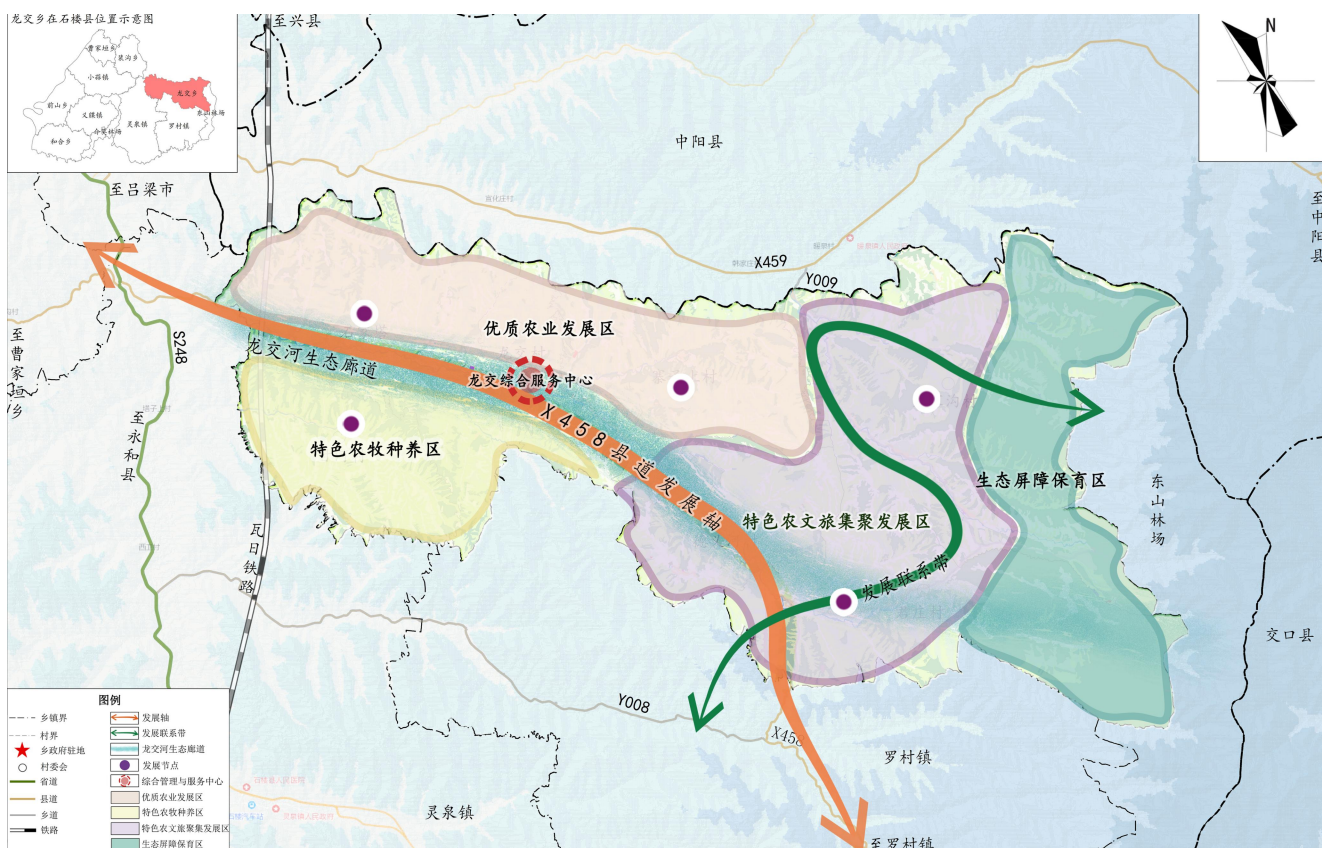 龙交乡在石楼县位置示意图
曹家垣乡
裴沟乡
小蒜镇
龙交乡
前山乡
义牒镇
东山林场
灵泉镇
罗村镇
和合乡
至兴县
N
中阳县
至吕梁市
至中阳县
X459
Y009
S248
至曹家垣乡
优质农业发展区
龙交河生态廊道
龙交综合服务中心
X458县道发展轴
至永和县
特色农牧种养区
生态屏障保育区
特色农文旅集聚发展区
东山林场
瓦日铁路
发展联系带
交口县
Y008
X458
罗村镇
灵泉镇
至罗村镇
图例
乡镇界
村界
乡政府驻地
村委会
省道
县道
乡道
铁路
发展轴
发展联系带
龙交河生态廊道
发展节点
综合管理与服务中心
优质农业发展区
特色农牧种养区
特色农文旅聚集发展区
生态屏障保育区